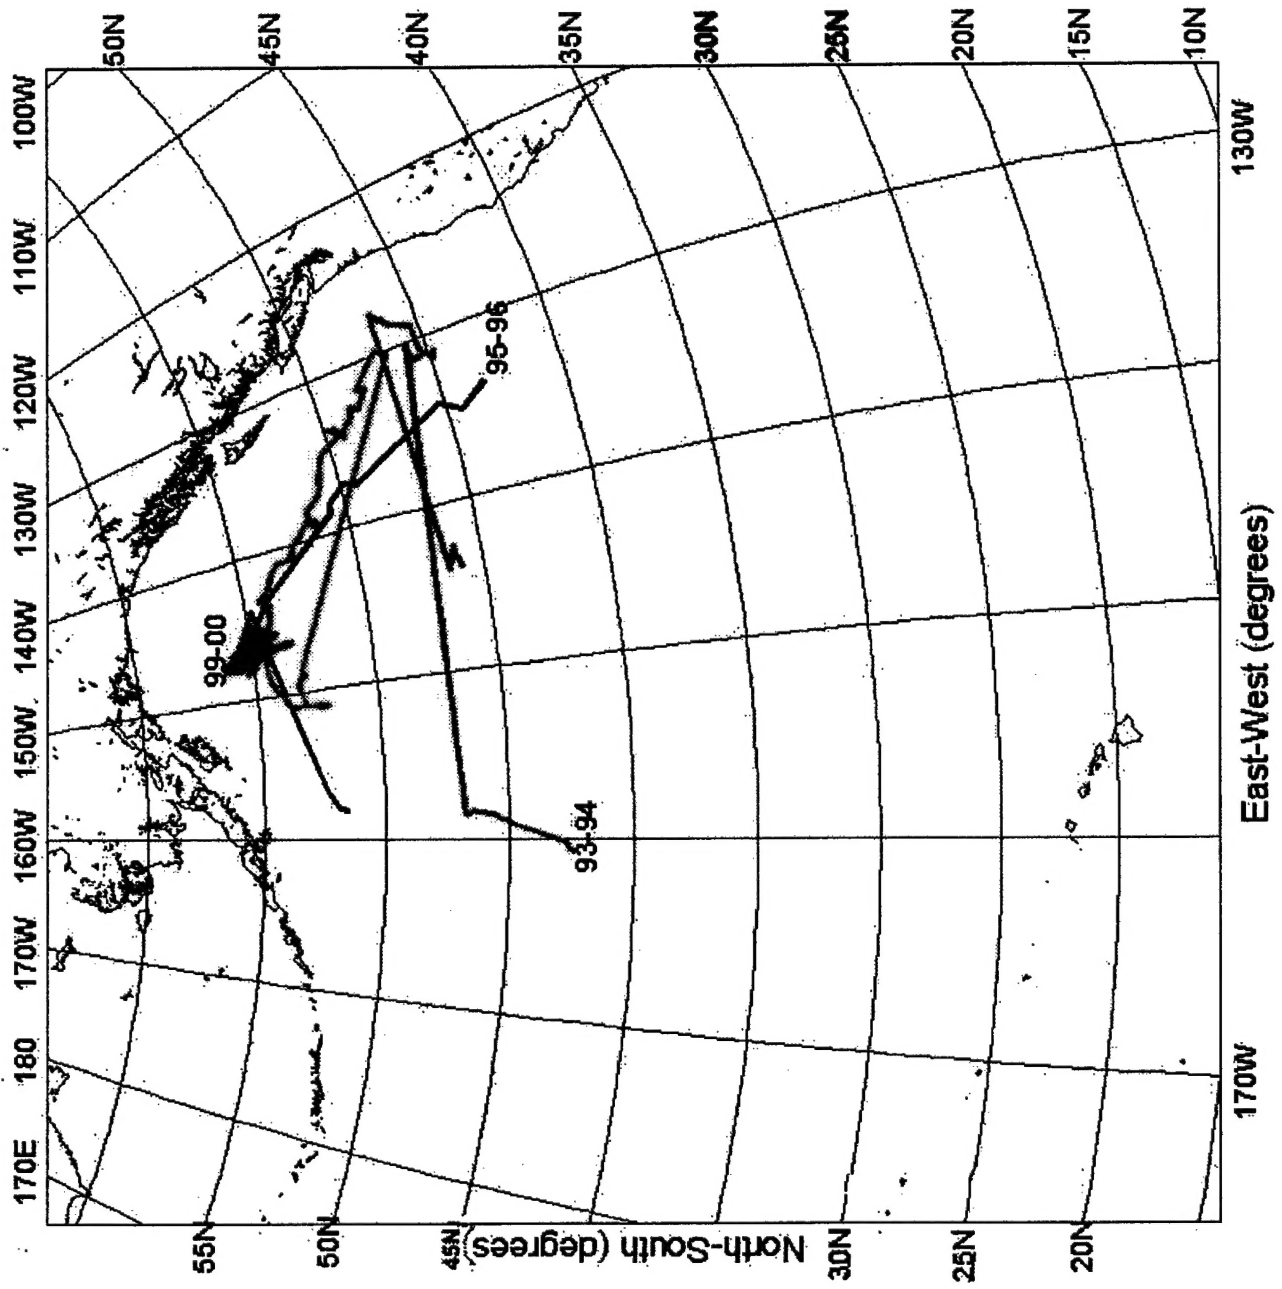 170E 180 170W 160W 150W 140W 130W 120W 110W 100W
50N
45N
40N
35N
30N
25N
20N
15N
10N
99-00
95-96
93-94
55N
50N
45N
30N
25N
20N
North-South (degrees)
170W 130W
East-West (degrees)